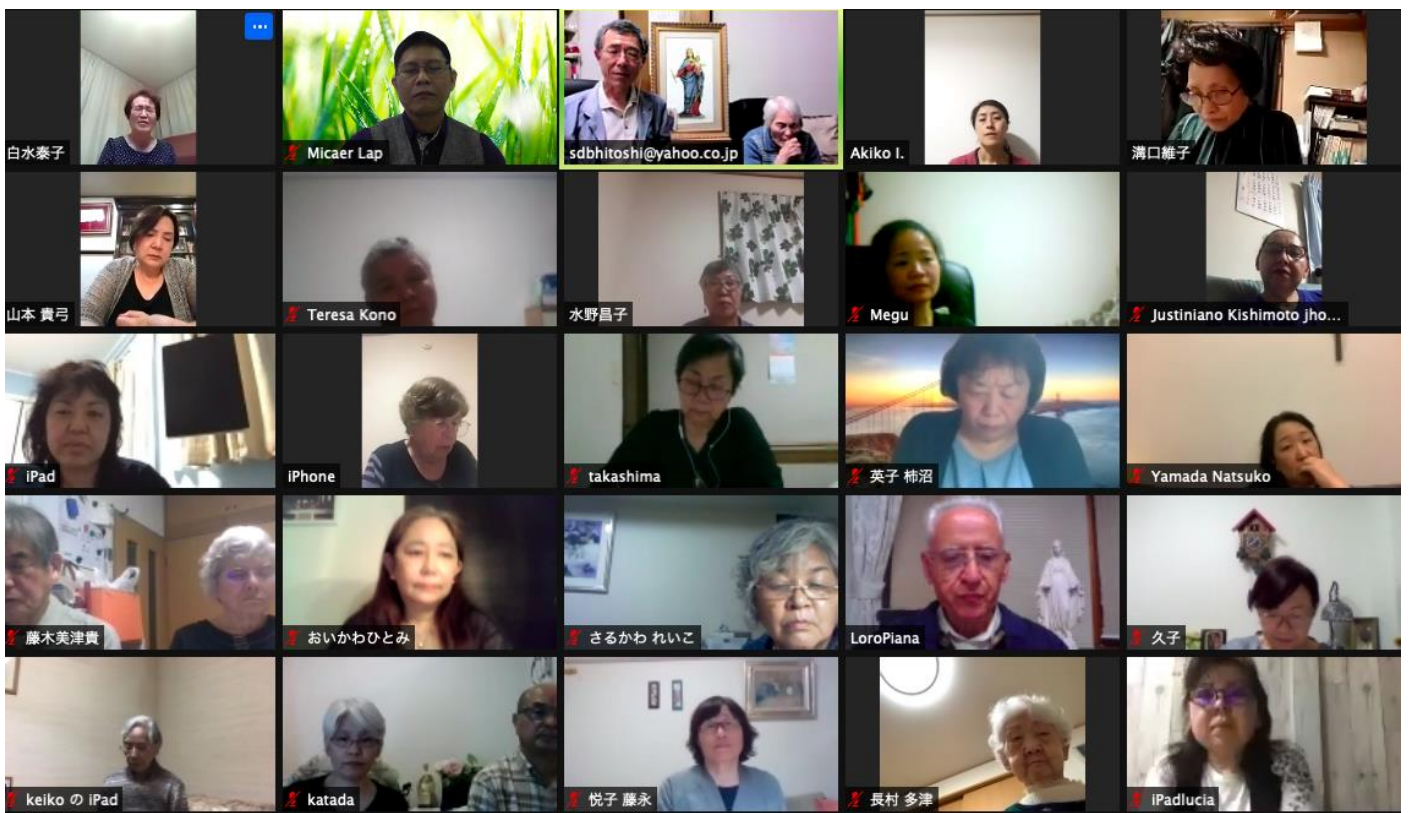 白水泰子
Micaer Lap
sdbhitoshi@yahoo.co.jp
Akiko I.
溝口維子
山本 貴弓
Teresa Kono
水野昌子
Megu
Justiniano Kishimoto jho...
iPad
iPhone
takashima
英子 柿沼
Yamada Natsuko
藤木美津貴
おいかわひとみ
さるかわ れいこ
LoroPiana
久子
keiko の iPad
katada
悦子 藤永
長村 多津
iPadlucia